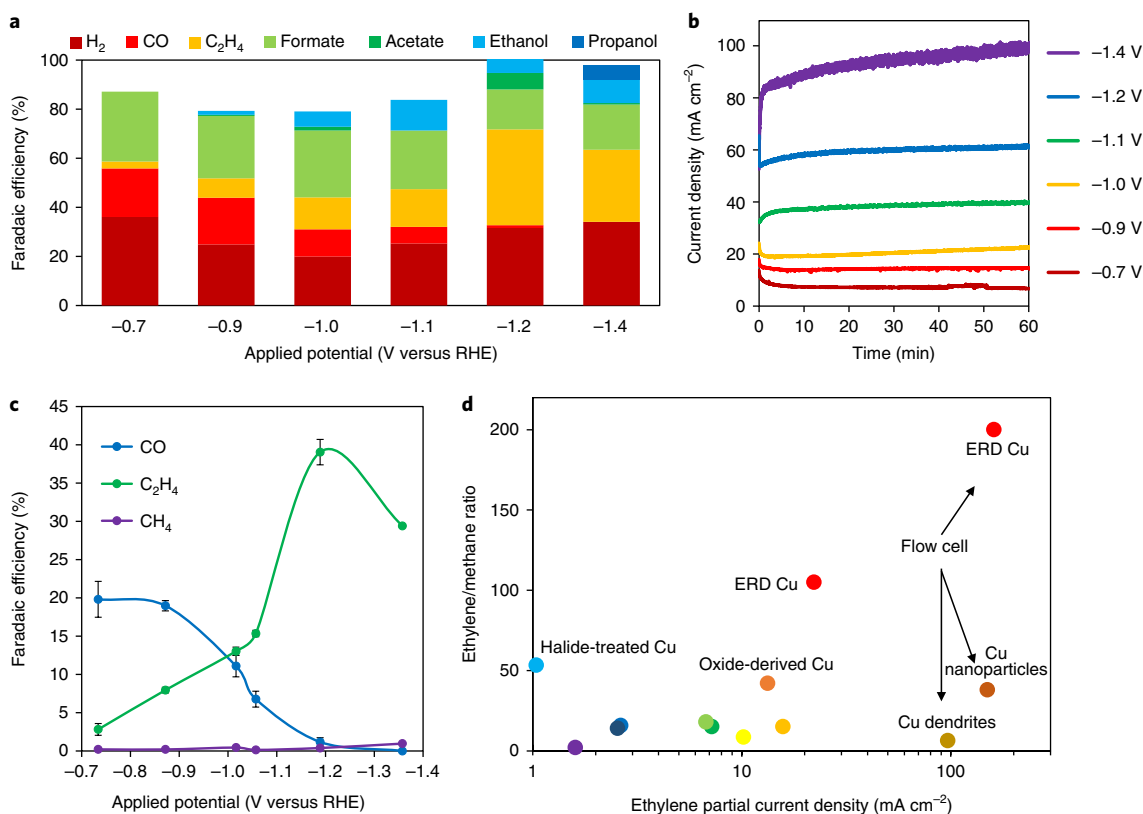 a
H₂ CO C₂H₄ Formate Acetate Ethanol Propanol
100
80
60
40
20
0
Faradaic efficiency (%)
–0.7 –0.9 –1.0 –1.1 –1.2 –1.4
Applied potential (V versus RHE)
b
100
80
60
40
20
0
Current density (mA cm⁻²)
0 10 20 30 40 50 60
Time (min)
–1.4 V
–1.2 V
–1.1 V
–1.0 V
–0.9 V
–0.7 V
c
45
40
35
30
25
20
15
10
5
0
Faradaic efficiency (%)
CO
C₂H₄
CH₄
–0.7 –0.8 –0.9 –1.0 –1.1 –1.2 –1.3 –1.4
Applied potential (V versus RHE)
d
200
150
100
50
0
Ethylene/methane ratio
ERD Cu
Flow cell
ERD Cu
Halide-treated Cu
Oxide-derived Cu
Cu
nanoparticles
Cu dendrites
1 10 100
Ethylene partial current density (mA cm⁻²)